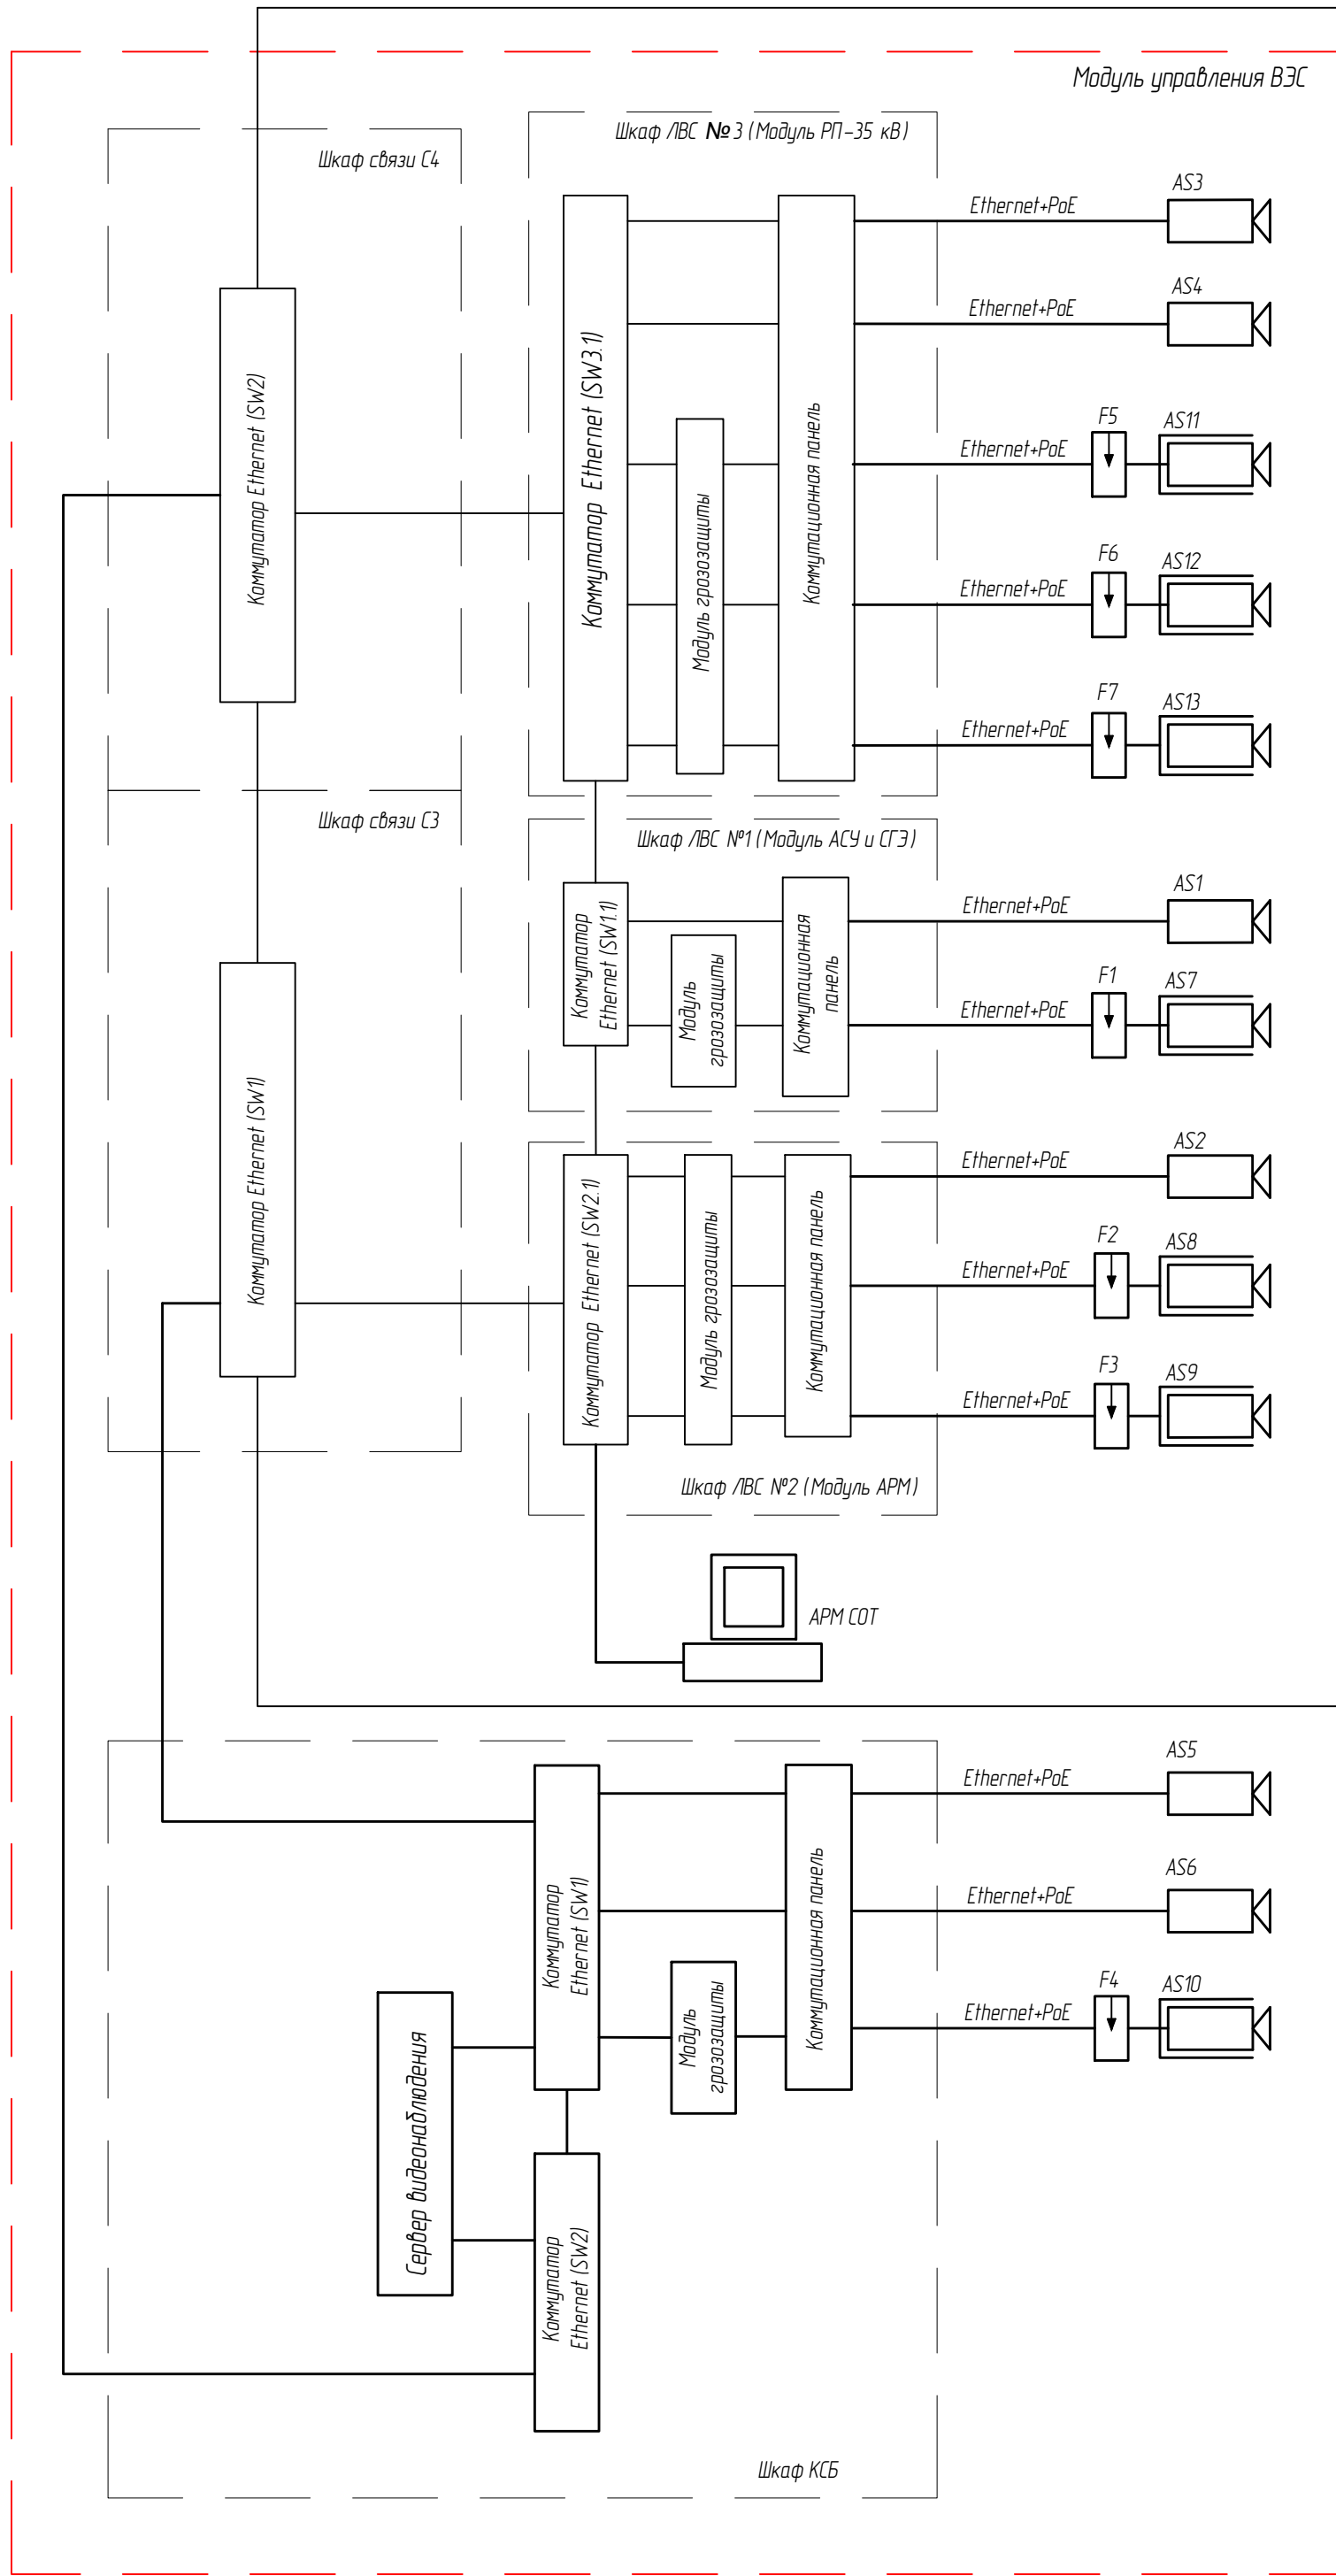 Модуль управления ВЭС
Шкаф связи С4
Коммутатор Ethernet (SW2)
Шкаф ЛВС № 3 (Модуль РП-35 кВ)
Коммутатор Ethernet (SW3.1)
Модуль грозозащиты
Коммутационная панель
Ethernet+PoE
AS3
Ethernet+PoE
AS4
Ethernet+PoE
F5
AS11
Ethernet+PoE
F6
AS12
Ethernet+PoE
F7
AS13
Шкаф связи С3
Коммутатор Ethernet (SW1)
Шкаф ЛВС №1 (Модуль АСУ и СГЭ)
Коммутатор
Ethernet (SW1.1)
Модуль
грозозащиты
Коммутационная
панель
Ethernet+PoE
AS1
Ethernet+PoE
F1
AS7
Коммутатор Ethernet (SW2.1)
Модуль грозозащиты
Коммутационная панель
Ethernet+PoE
AS2
Ethernet+PoE
F2
AS8
Ethernet+PoE
F3
AS9
Шкаф ЛВС №2 (Модуль АРМ)
АРМ СОТ
Коммутатор
Ethernet (SW1)
Модуль
грозозащиты
Коммутационная панель
Ethernet+PoE
AS5
Ethernet+PoE
AS6
Ethernet+PoE
F4
AS10
Сервер видеонаблюдения
Коммутатор
Ethernet (SW2)
Шкаф КСБ